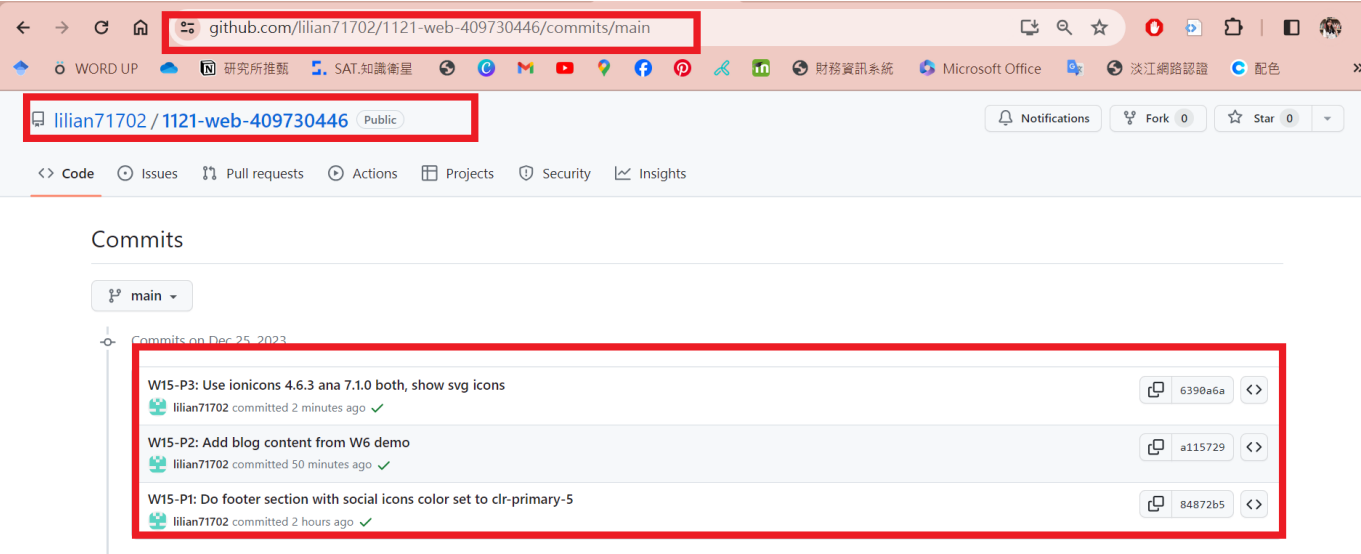 github.com/lilian71702/1121-web-409730446/commits/main
WORD UP 研究所推甄 SAT.知識衛星 財務資訊系統 Microsoft Office 淡江網路認證 配色
lilian71702 / 1121-web-409730446 Public
Notifications Fork 0 Star 0
Code Issues Pull requests Actions Projects Security Insights
Commits
main
Commits on Dec 25, 2023
W15-P3: Use ionicons 4.6.3 ana 7.1.0 both, show svg icons
lilian71702 committed 2 minutes ago
6390a6a
W15-P2: Add blog content from W6 demo
lilian71702 committed 50 minutes ago
a115729
W15-P1: Do footer section with social icons color set to clr-primary-5
lilian71702 committed 2 hours ago
84872b5